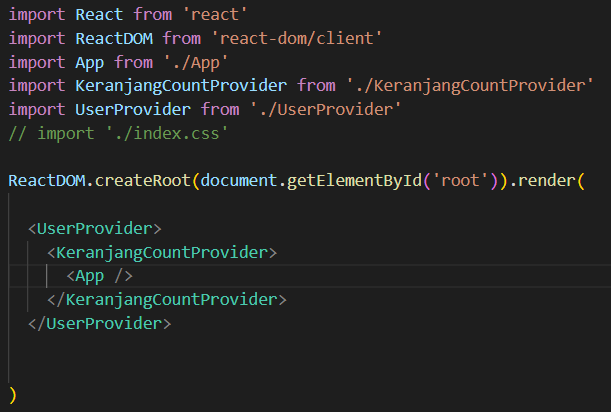 import React from 'react'
import ReactDOM from 'react-dom/client'
import App from './App'
import KeranjangCountProvider from './KeranjangCountProvider'
import UserProvider from './UserProvider'
// import './index.css'
ReactDOM.createRoot(document.getElementById('root')).render(
<UserProvider>
<KeranjangCountProvider>
<App />
</KeranjangCountProvider>
</UserProvider>
)